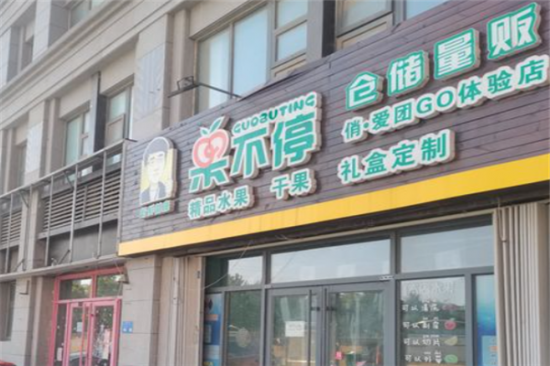 GUOBUTING
果不停
精品水果 干果
仓储量贩
俏·爱团GO体验店
礼盒定制